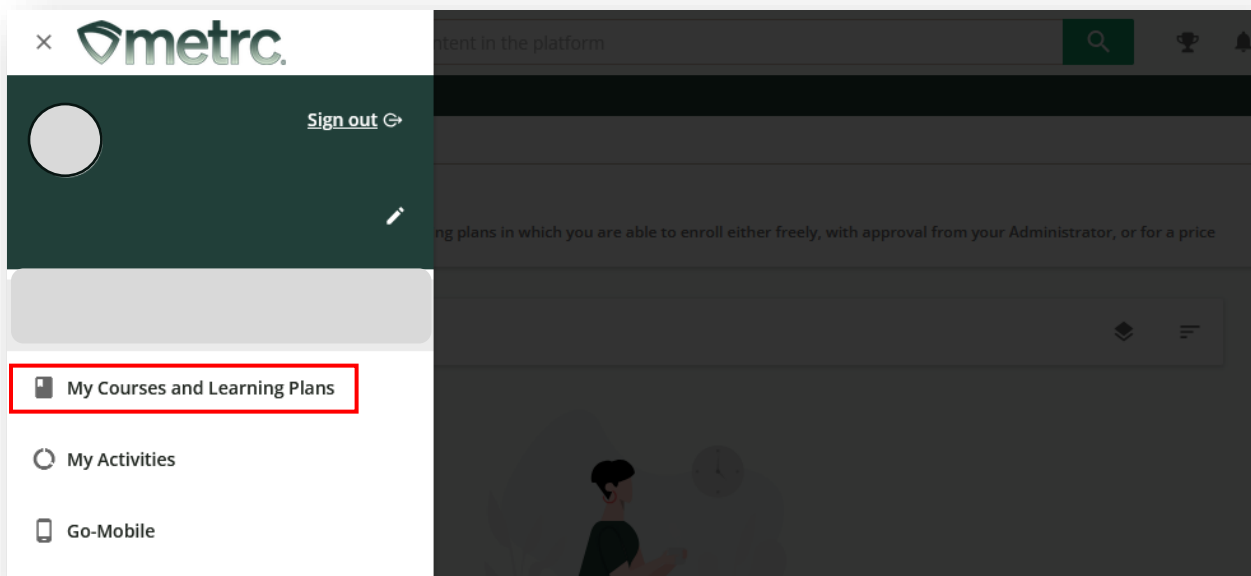 metrc.
ntent in the platform
Sign out
ng plans in which you are able to enroll either freely, with approval from your Administrator, or for a price
My Courses and Learning Plans
My Activities
Go-Mobile